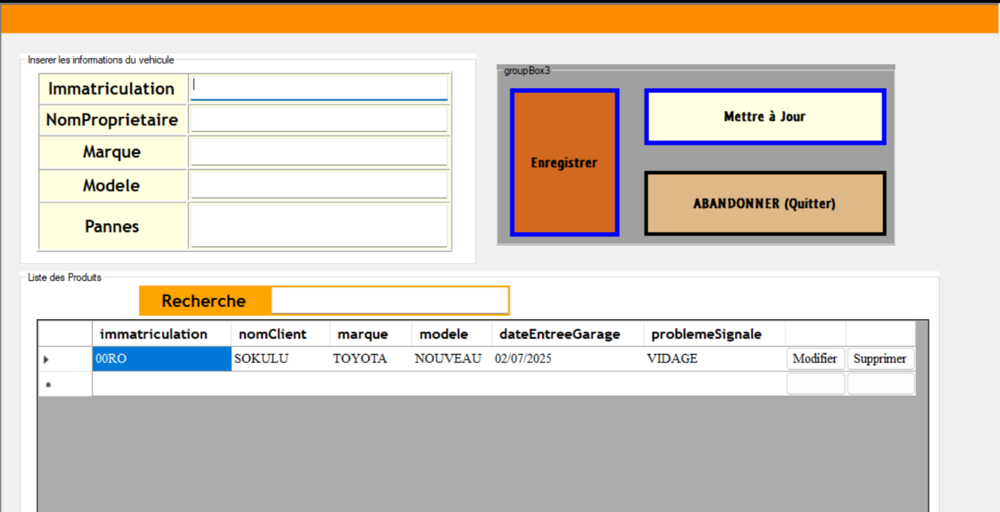 Inserer les informations du vehicule
Immatriculation
NomProprietaire
Marque
Modele
Pannes
groupBox3
Enregistrer
Mettre à Jour
ABANDONNER (Quitter)
Liste des Produits
Recherche
immatriculation nomClient marque modele dateEntreeGarage problemeSignale
00RO SOKULU TOYOTA NOUVEAU 02/07/2025 VIDAGE Modifier Supprimer